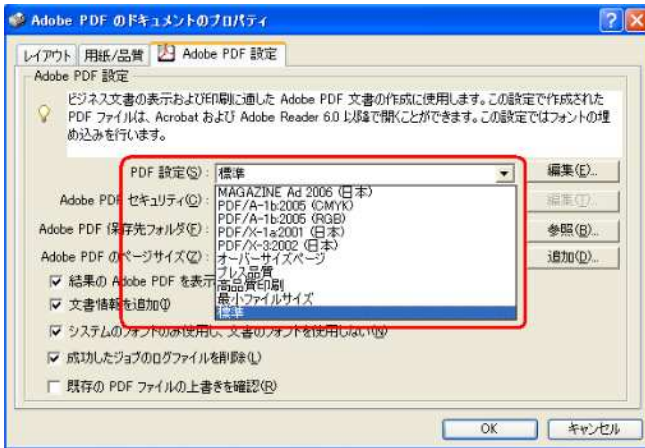 Adobe PDF のドキュメントのプロパティ
レイアウト 用紙/品質 Adobe PDF 設定
Adobe PDF 設定
ビジネス文書の表示および印刷に適した Adobe PDF 文書の作成に使用します。この設定で作成された
PDF ファイルは、Acrobat および Adobe Reader 6.0 以降で開くことができます。この設定ではフォントの埋
め込みを行います。
PDF 設定(S): 標準 編集(E)...
MAGAZINE Ad 2006 (日本)
Adobe PDF セキュリティ(C): PDF/A-1b:2005 (CMYK) 編集(T)...
PDF/A-1b:2005 (RGB)
PDF/X-1a:2001 (日本)
Adobe PDF 保存先フォルダ(F): PDF/X-3:2002 (日本) 参照(B)...
オーバーサイズページ
Adobe PDF のページサイズ(Z): プレス品質 追加(D)...
結果の Adobe PDF を表示 高品質印刷
最小ファイルサイズ
文書情報を追加(I) 標準
システムのフォントのみ使用し、文書のフォントを使用しない(N)
成功したジョブのログファイルを削除(L)
既存の PDF ファイルの上書きを確認(R)
OK キャンセル